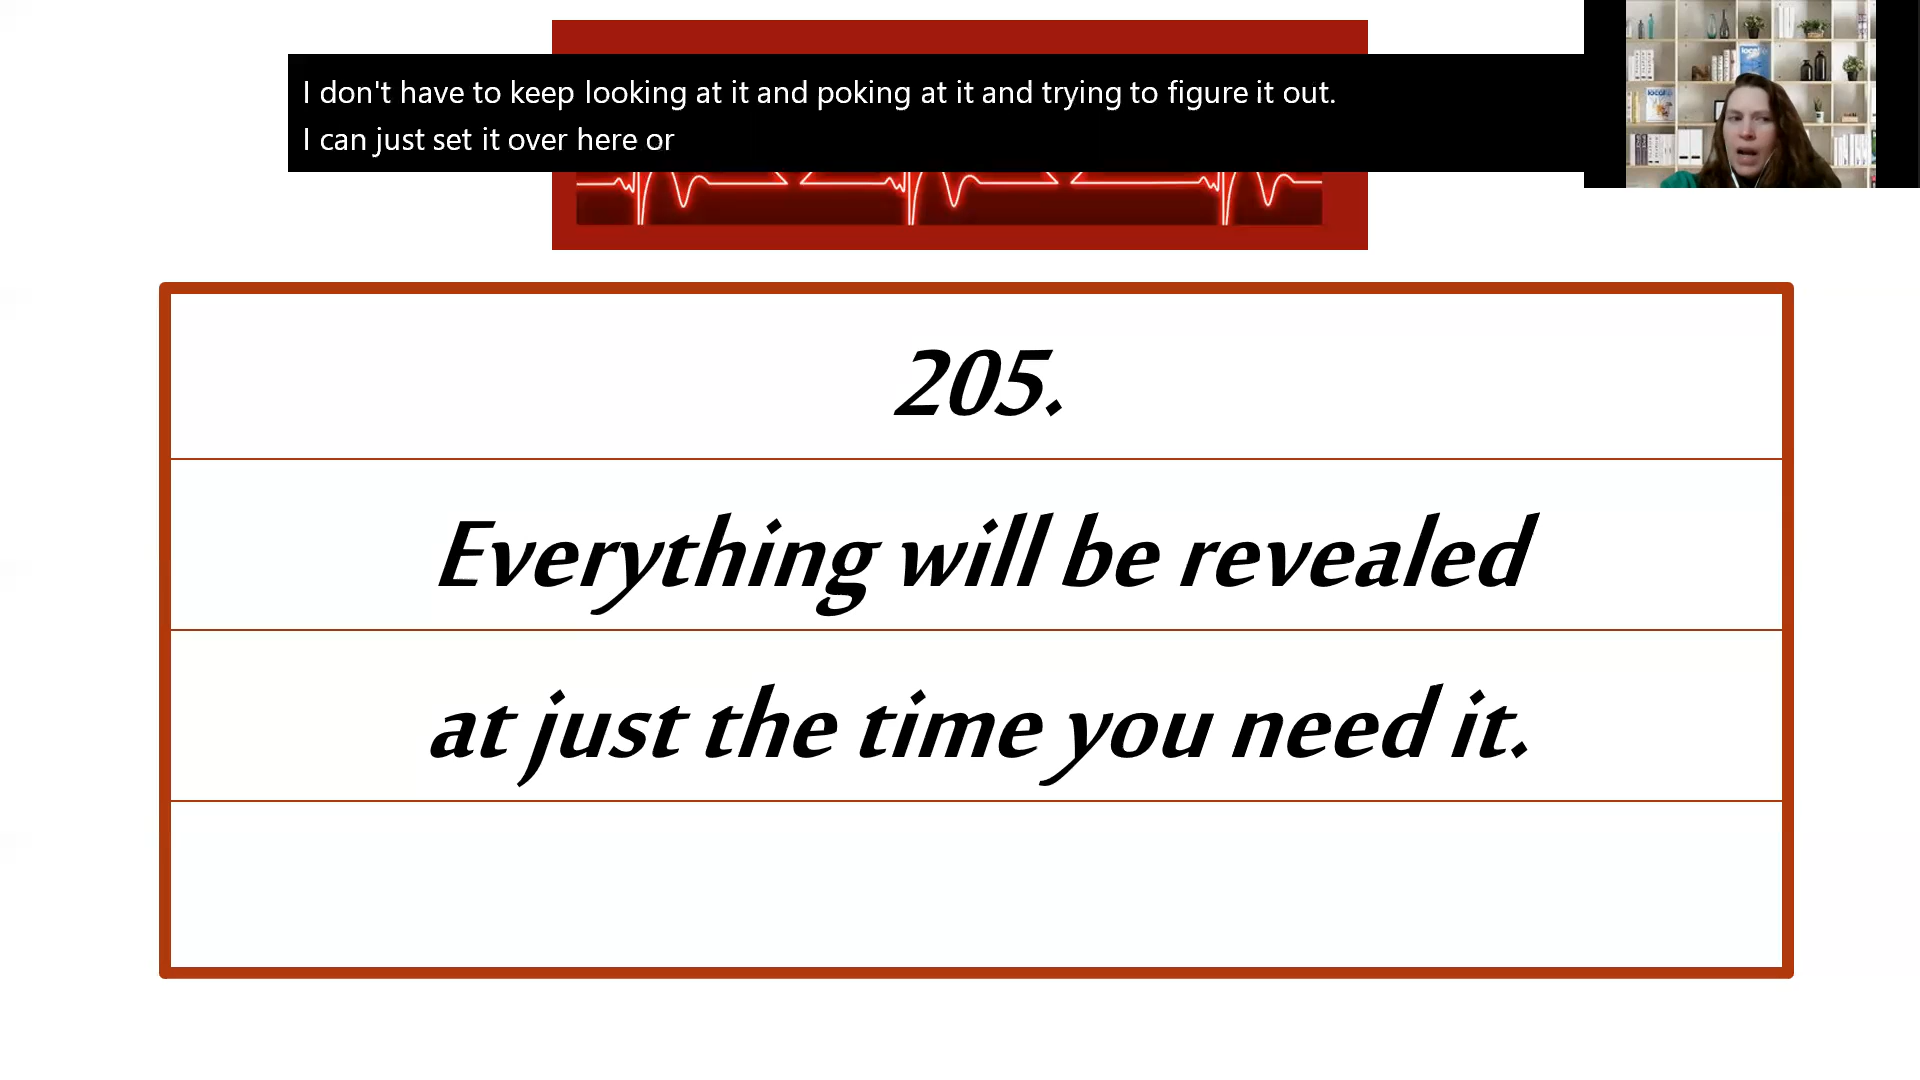 I don't have to keep looking at it and poking at it and trying to figure it out.
I can just set it over here or
205.
Everything will be revealed
at just the time you need it.